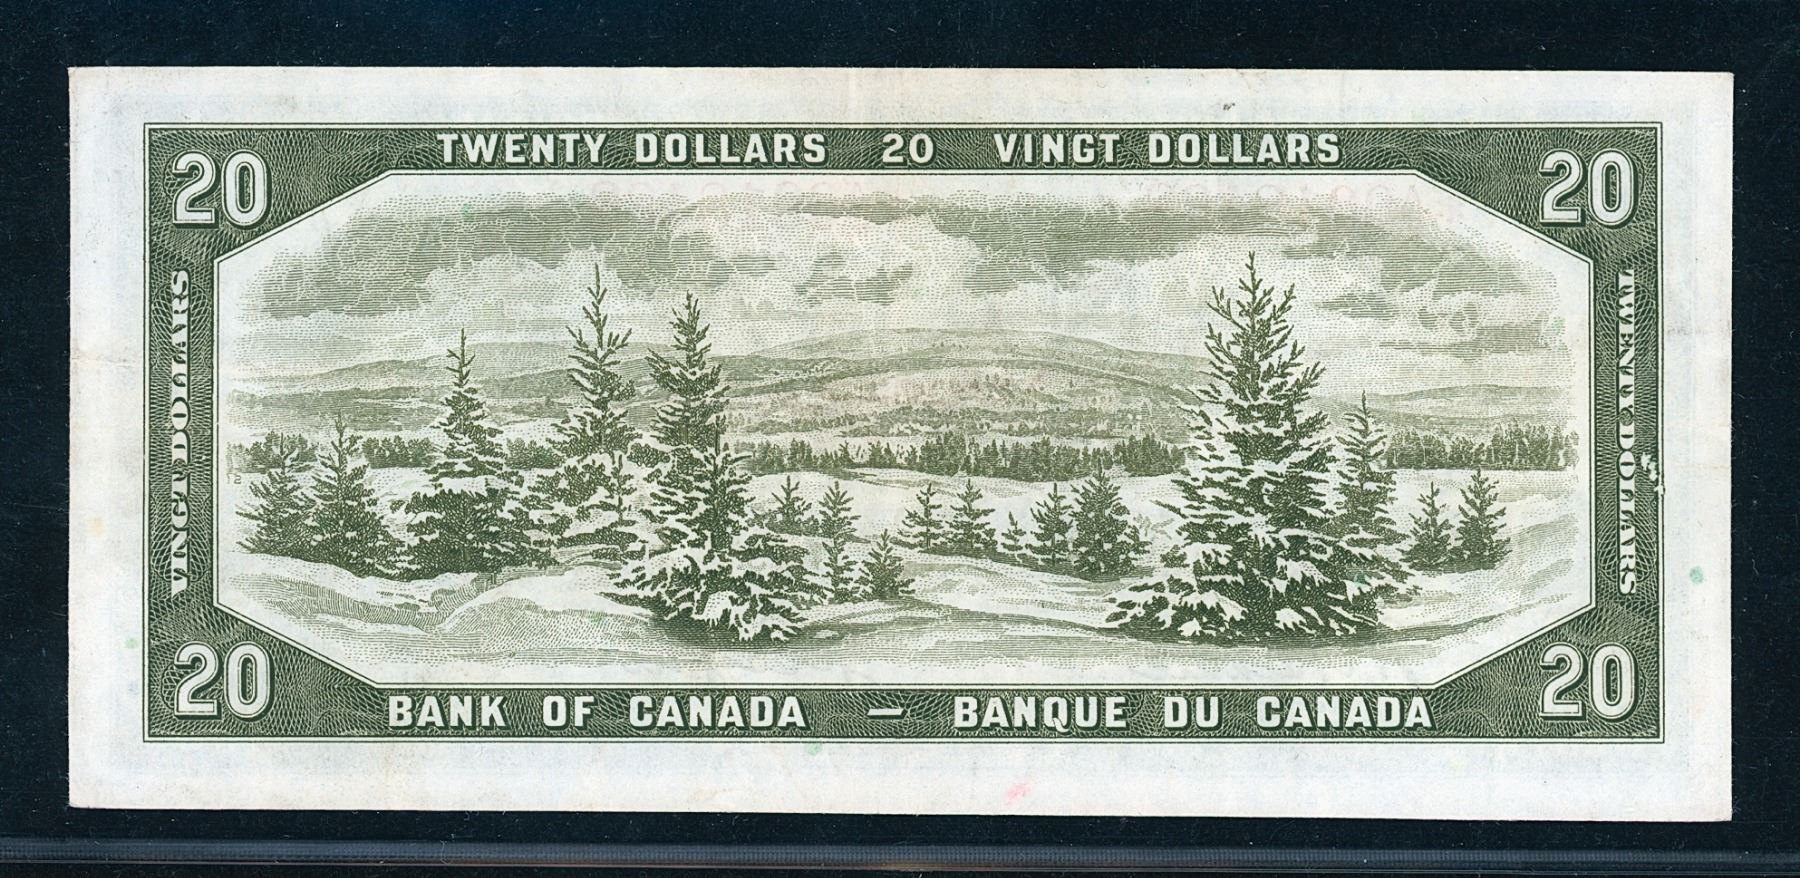 TWENTY DOLLARS 20 VINGT DOLLARS
20
20
VINGT DOLLARS
TWENTY DOLLARS
20
20
BANK OF CANADA — BANQUE DU CANADA